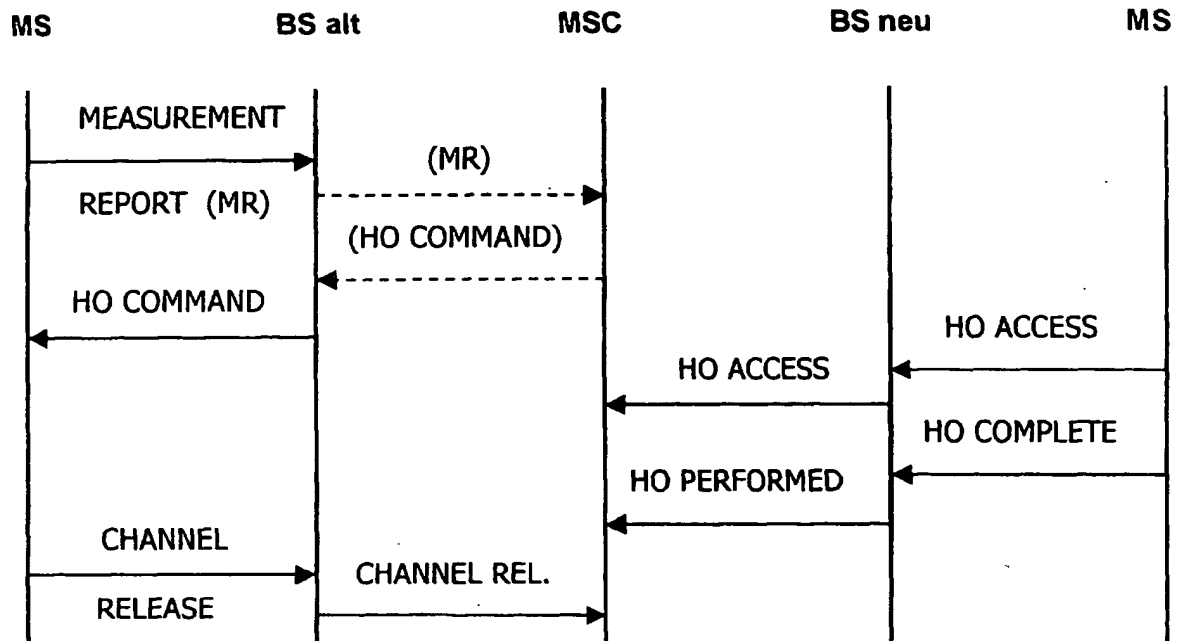 MS BS alt MSC BS neu MS
MEASUREMENT
(MR)
REPORT (MR)
(HO COMMAND)
HO COMMAND
HO ACCESS
HO ACCESS
HO COMPLETE
HO PERFORMED
CHANNEL
CHANNEL REL.
RELEASE